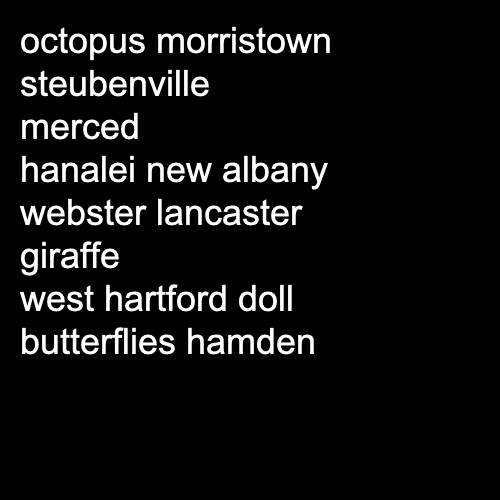 octopus morristown
steubenville
merced
hanalei new albany
webster lancaster
giraffe
west hartford doll
butterflies hamden